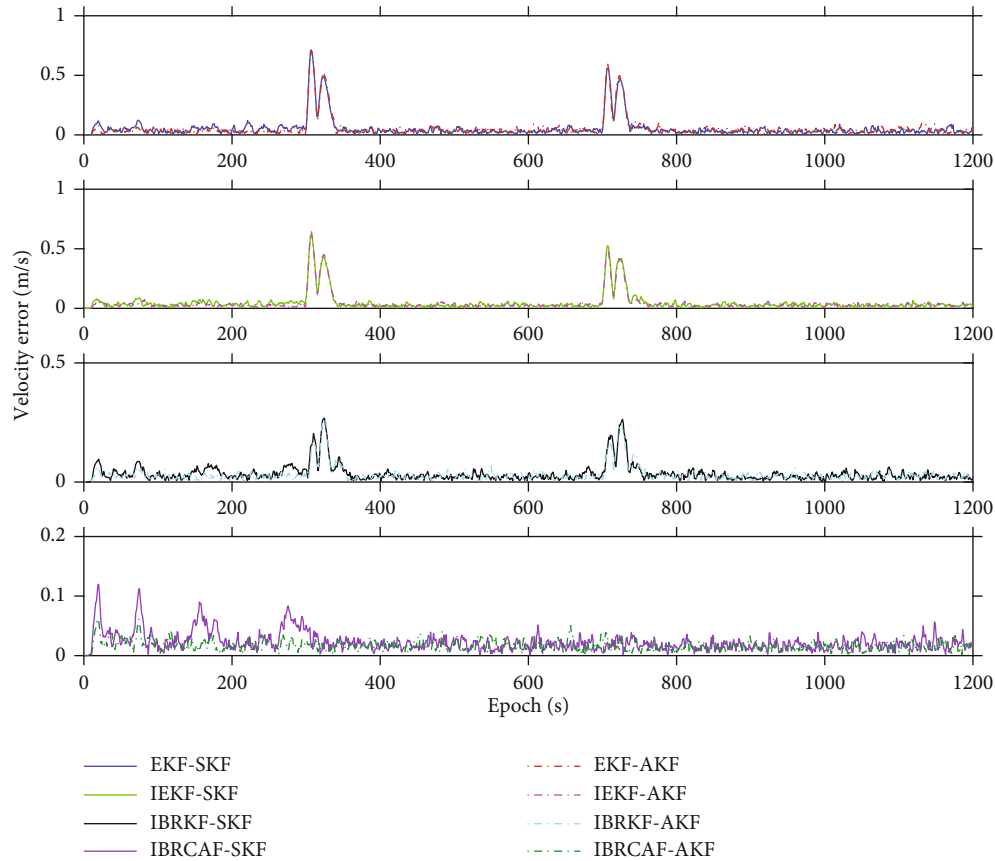 1
0.5
0
0 200 400 600 800 1000 1200
1
0.5
0
0 200 400 600 800 1000 1200
Velocity error (m/s)
0.5
0
0 200 400 600 800 1000 1200
0.2
0.1
0
0 200 400 600 800 1000 1200
Epoch (s)
EKF-SKF EKF-AKF
IEKF-SKF IEKF-AKF
IBRKF-SKF IBRKF-AKF
IBRCAF-SKF IBRCAF-AKF